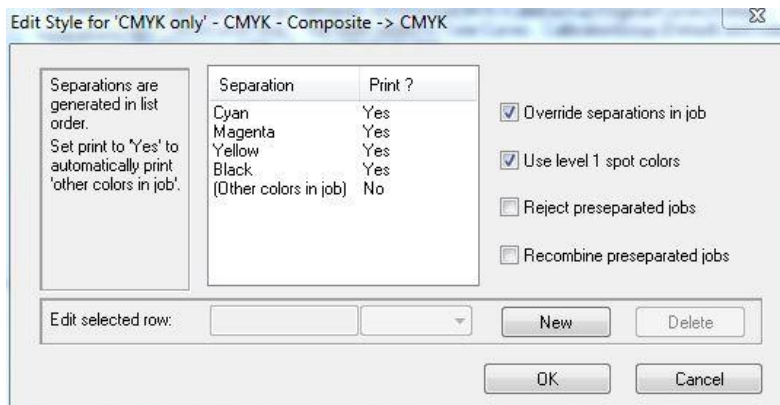 Edit Style for 'CMYK only' - CMYK - Composite -> CMYK
Separations are
generated in list
order.
Set print to 'Yes' to
automatically print
'other colors in job'.
Separation Print ?
Cyan Yes
Magenta Yes
Yellow Yes
Black Yes
(Other colors in job) No
Override separations in job
Use level 1 spot colors
Reject preseparated jobs
Recombine preseparated jobs
Edit selected row:
New
Delete
OK
Cancel